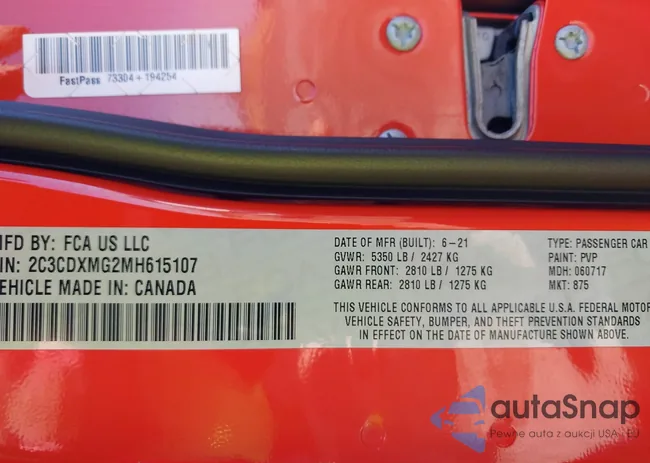 FastPass 73304+194254
MFD BY: FCA US LLC
IN: 2C3CDXMG2MH615107
VEHICLE MADE IN: CANADA
DATE OF MFR (BUILT): 6-21
GVWR: 5350 LB / 2427 KG
GAWR FRONT: 2810 LB / 1275 KG
GAWR REAR: 2810 LB / 1275 KG
TYPE: PASSENGER CAR
PAINT: PVP
MDH: 060717
MKT: 875
THIS VEHICLE CONFORMS TO ALL APPLICABLE U.S.A. FEDERAL MOTOR
VEHICLE SAFETY, BUMPER, AND THEFT PREVENTION STANDARDS
IN EFFECT ON THE DATE OF MANUFACTURE SHOWN ABOVE.
autaSnap
Pewne auta z aukcji USA i EU